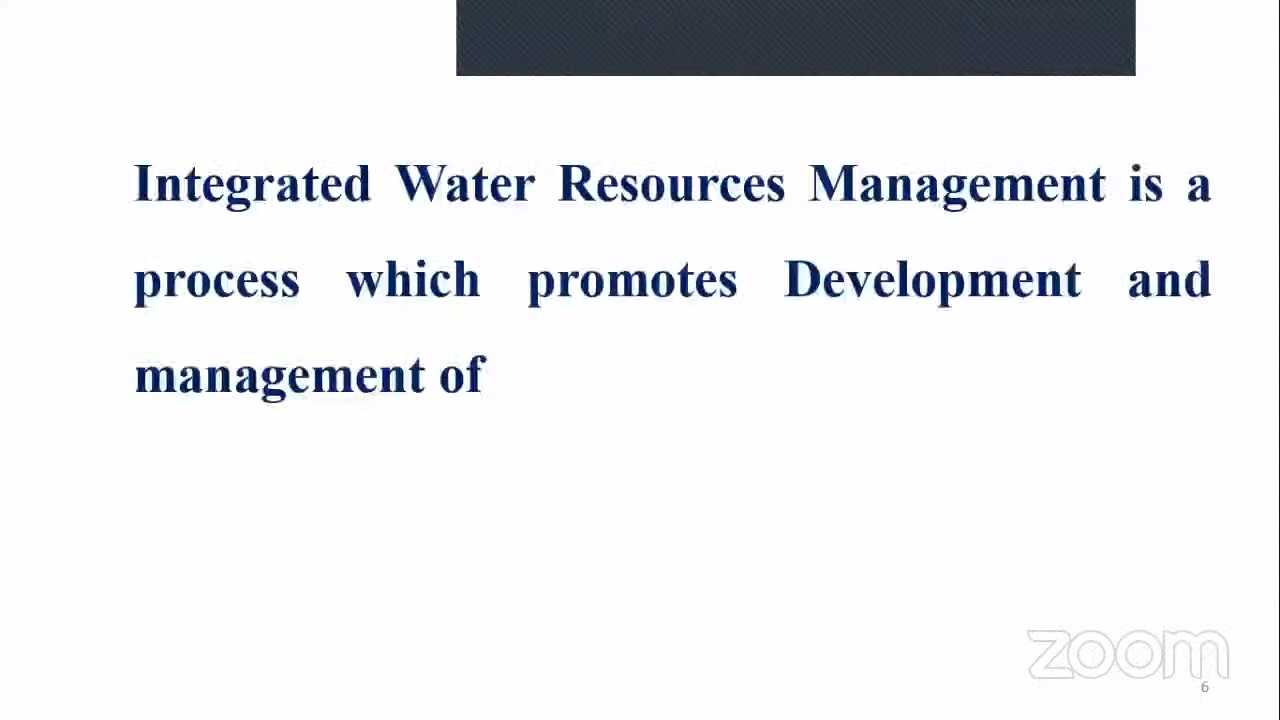 Integrated Water Resources Management is a
process which promotes Development and
management of
zoom
6